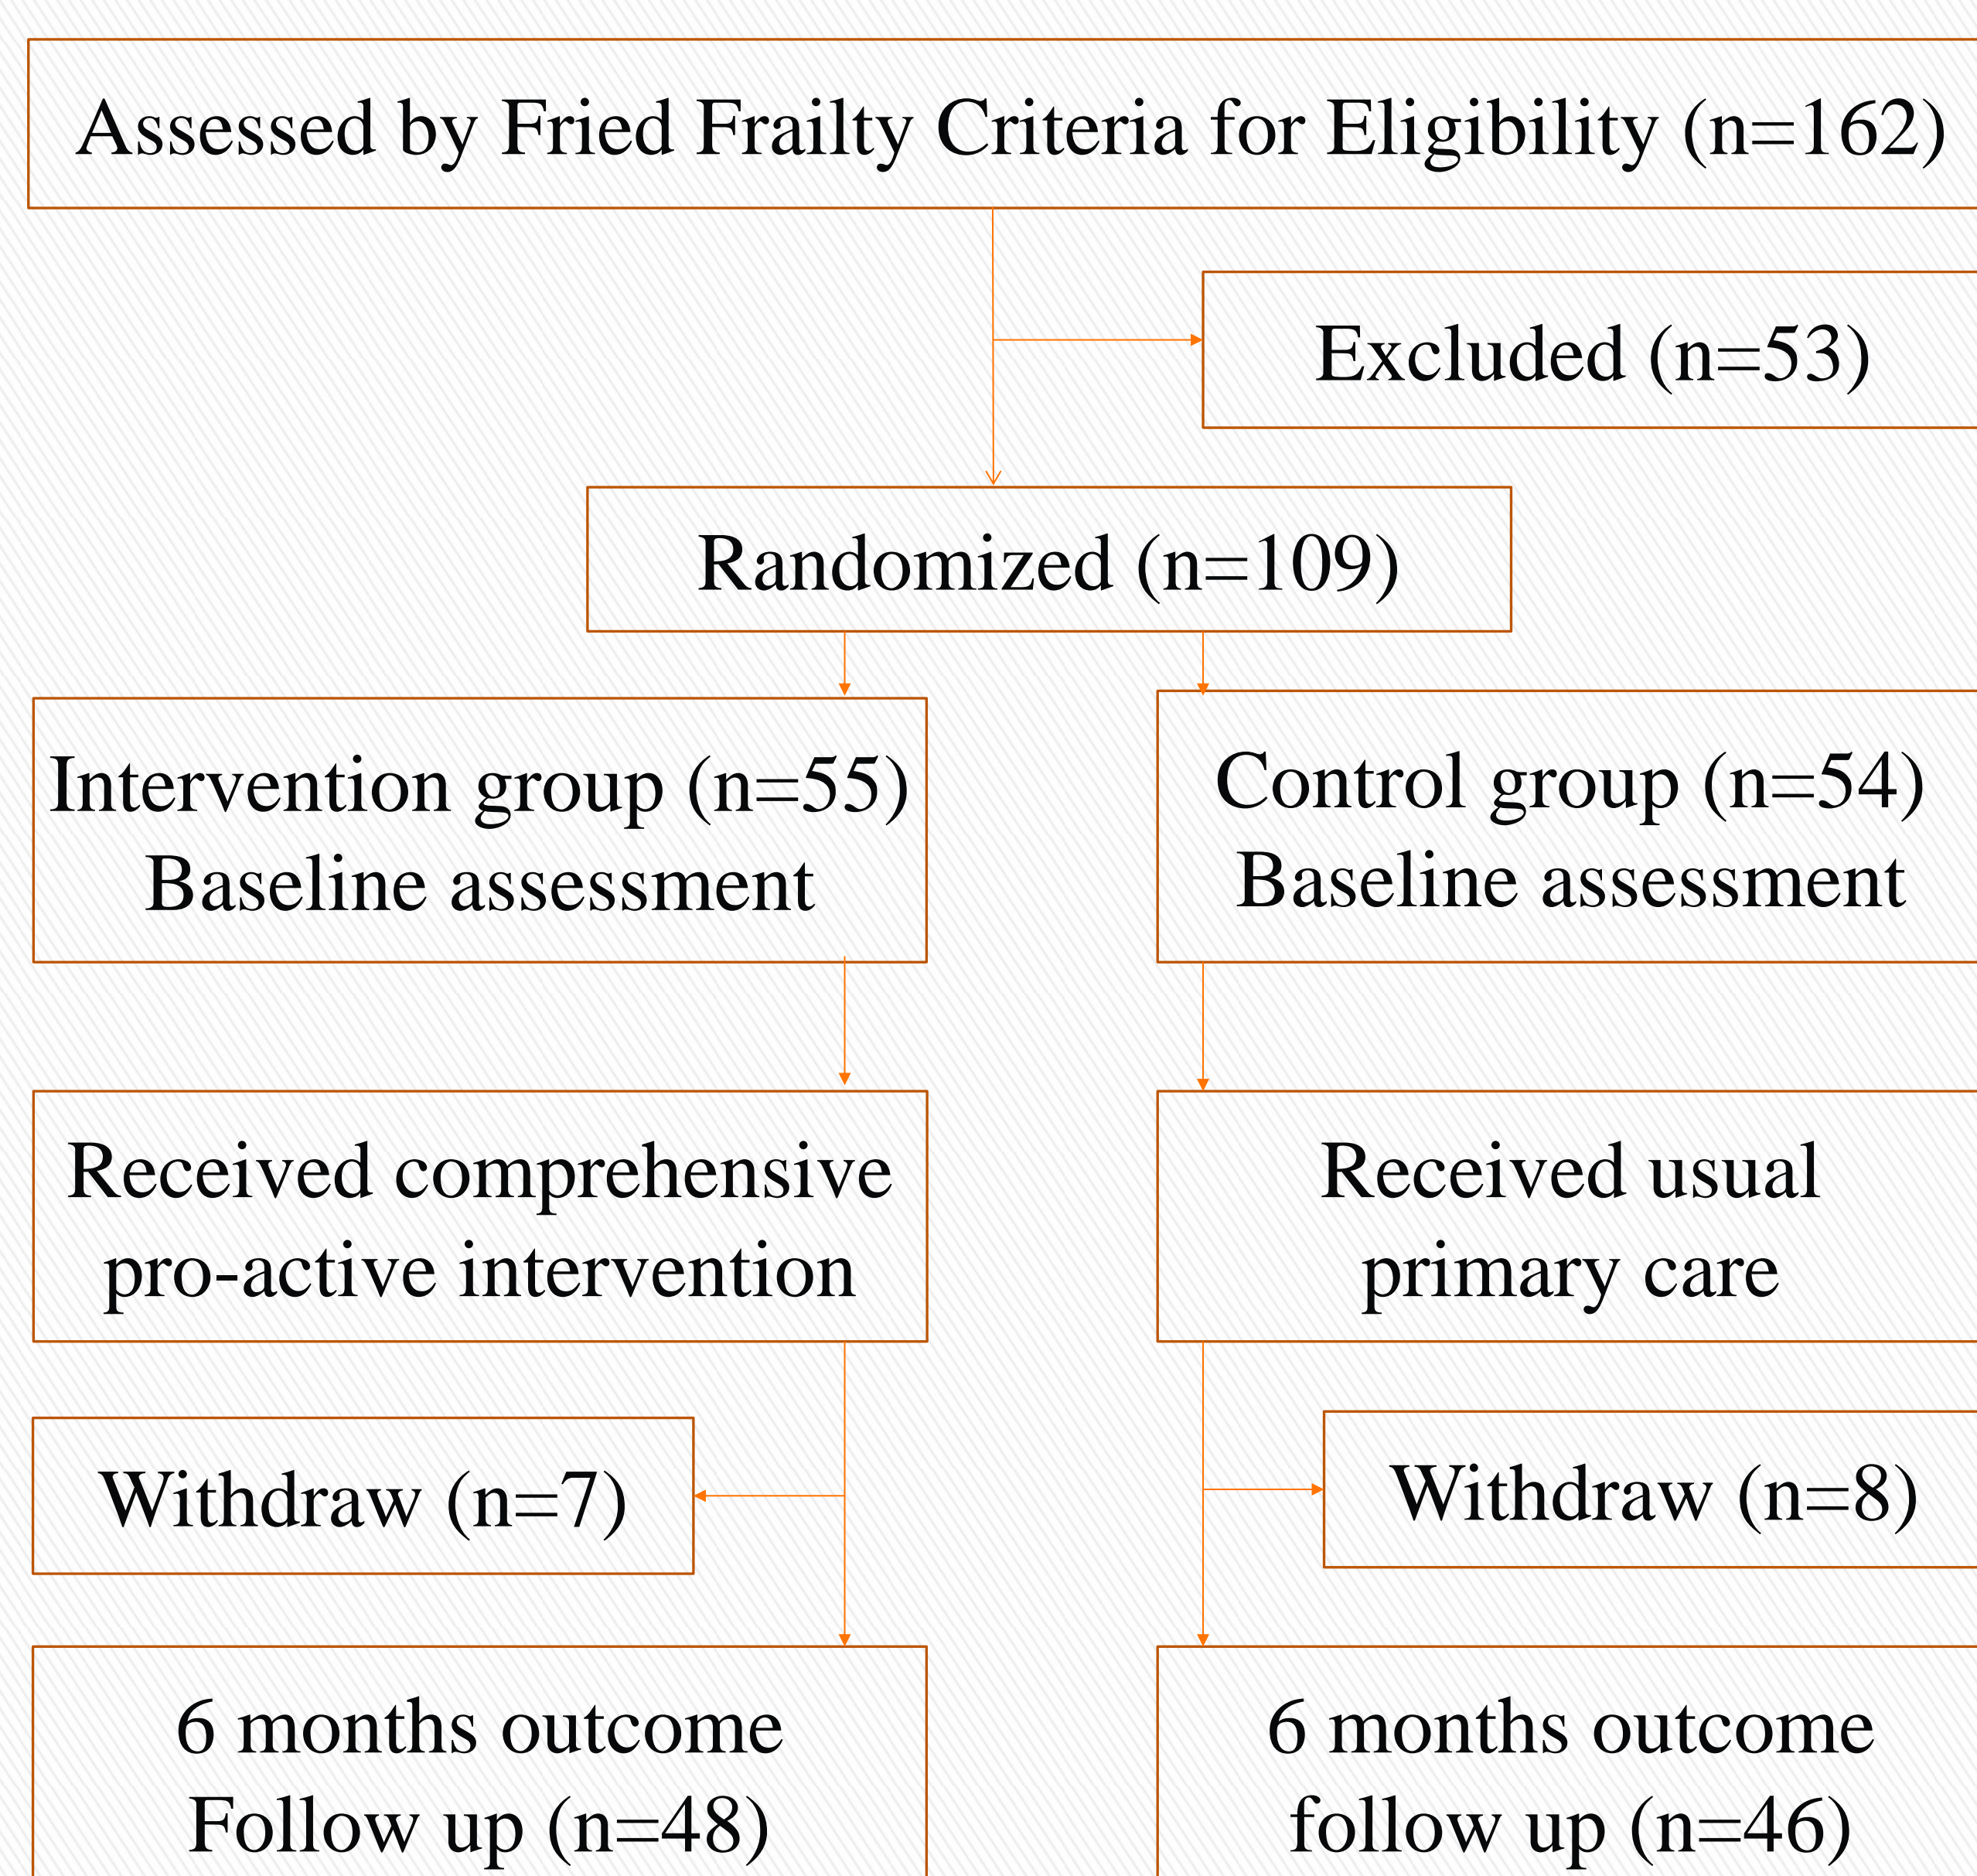 Assessed by Fried Frailty Criteria for Eligibility (n=162)
Excluded (n=53)
Randomized (n=109)
Intervention group (n=55)
Baseline assessment
Control group (n=54)
Baseline assessment
Received comprehensive
pro-active intervention
Received usual
primary care
Withdraw (n=7)
Withdraw (n=8)
6 months outcome
Follow up (n=48)
6 months outcome
follow up (n=46)